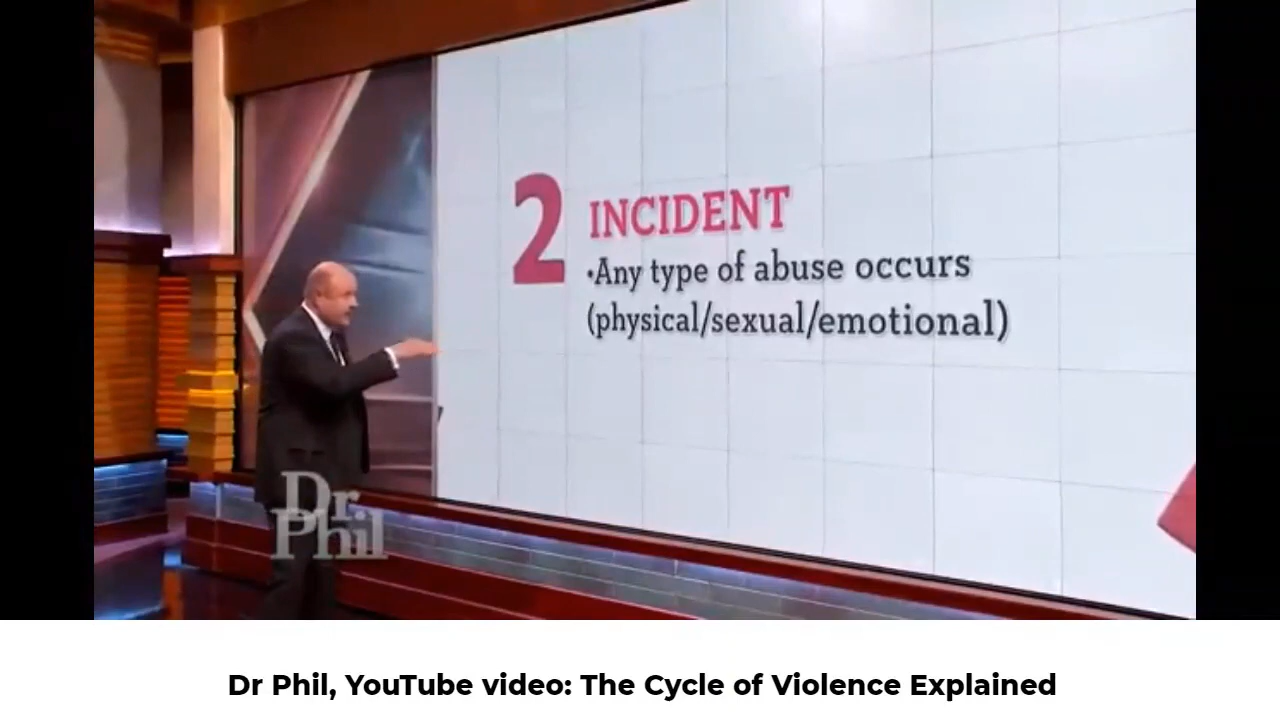 2
INCIDENT
•Any type of abuse occurs
(physical/sexual/emotional)
Dr
Phil
Dr Phil, YouTube video: The Cycle of Violence Explained